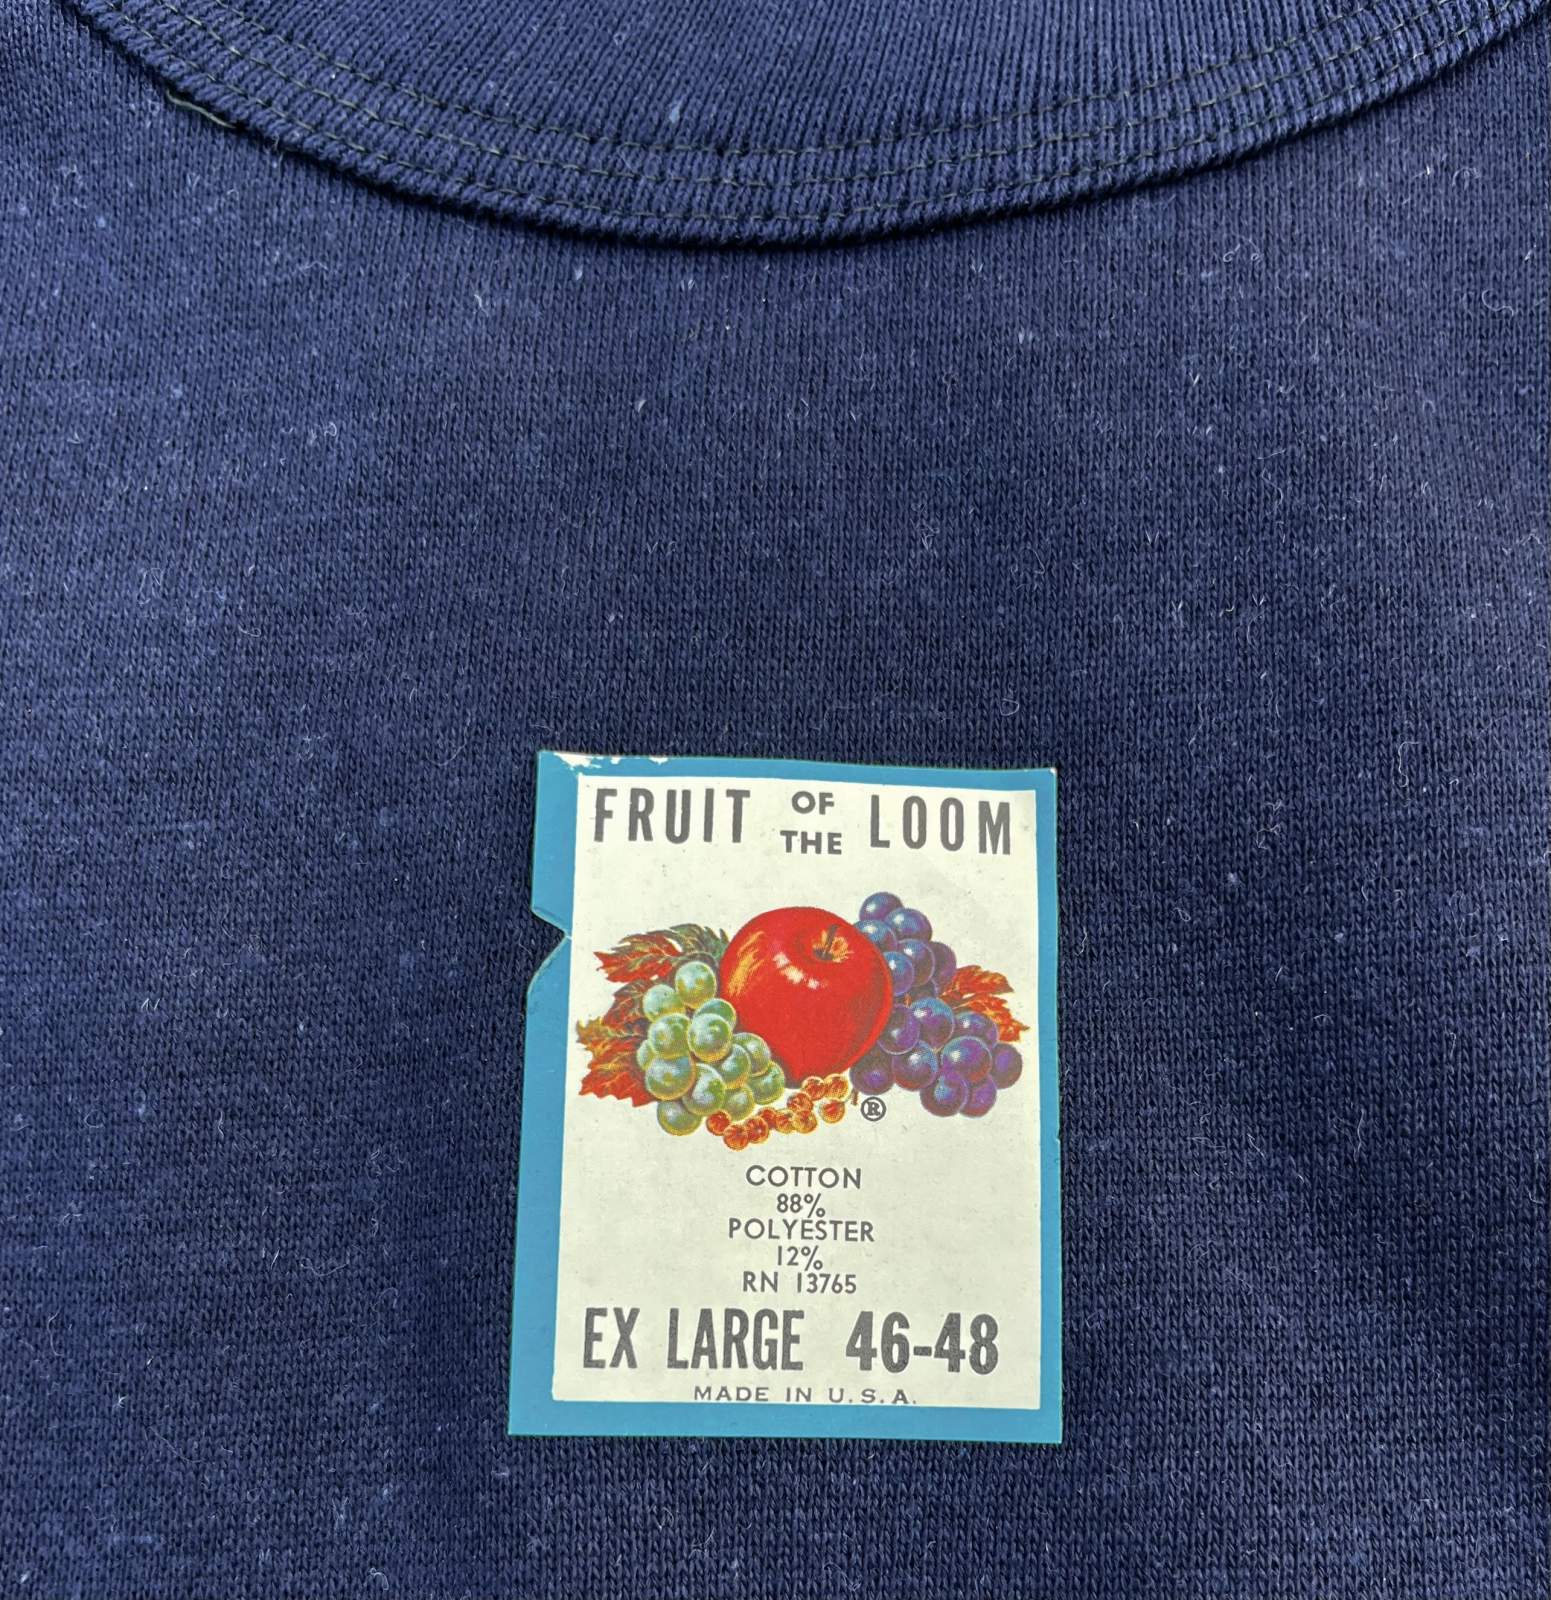 FRUIT OF THE LOOM
®
COTTON
88%
POLYESTER
12%
RN 13765
EX LARGE 46-48
MADE IN U.S.A.